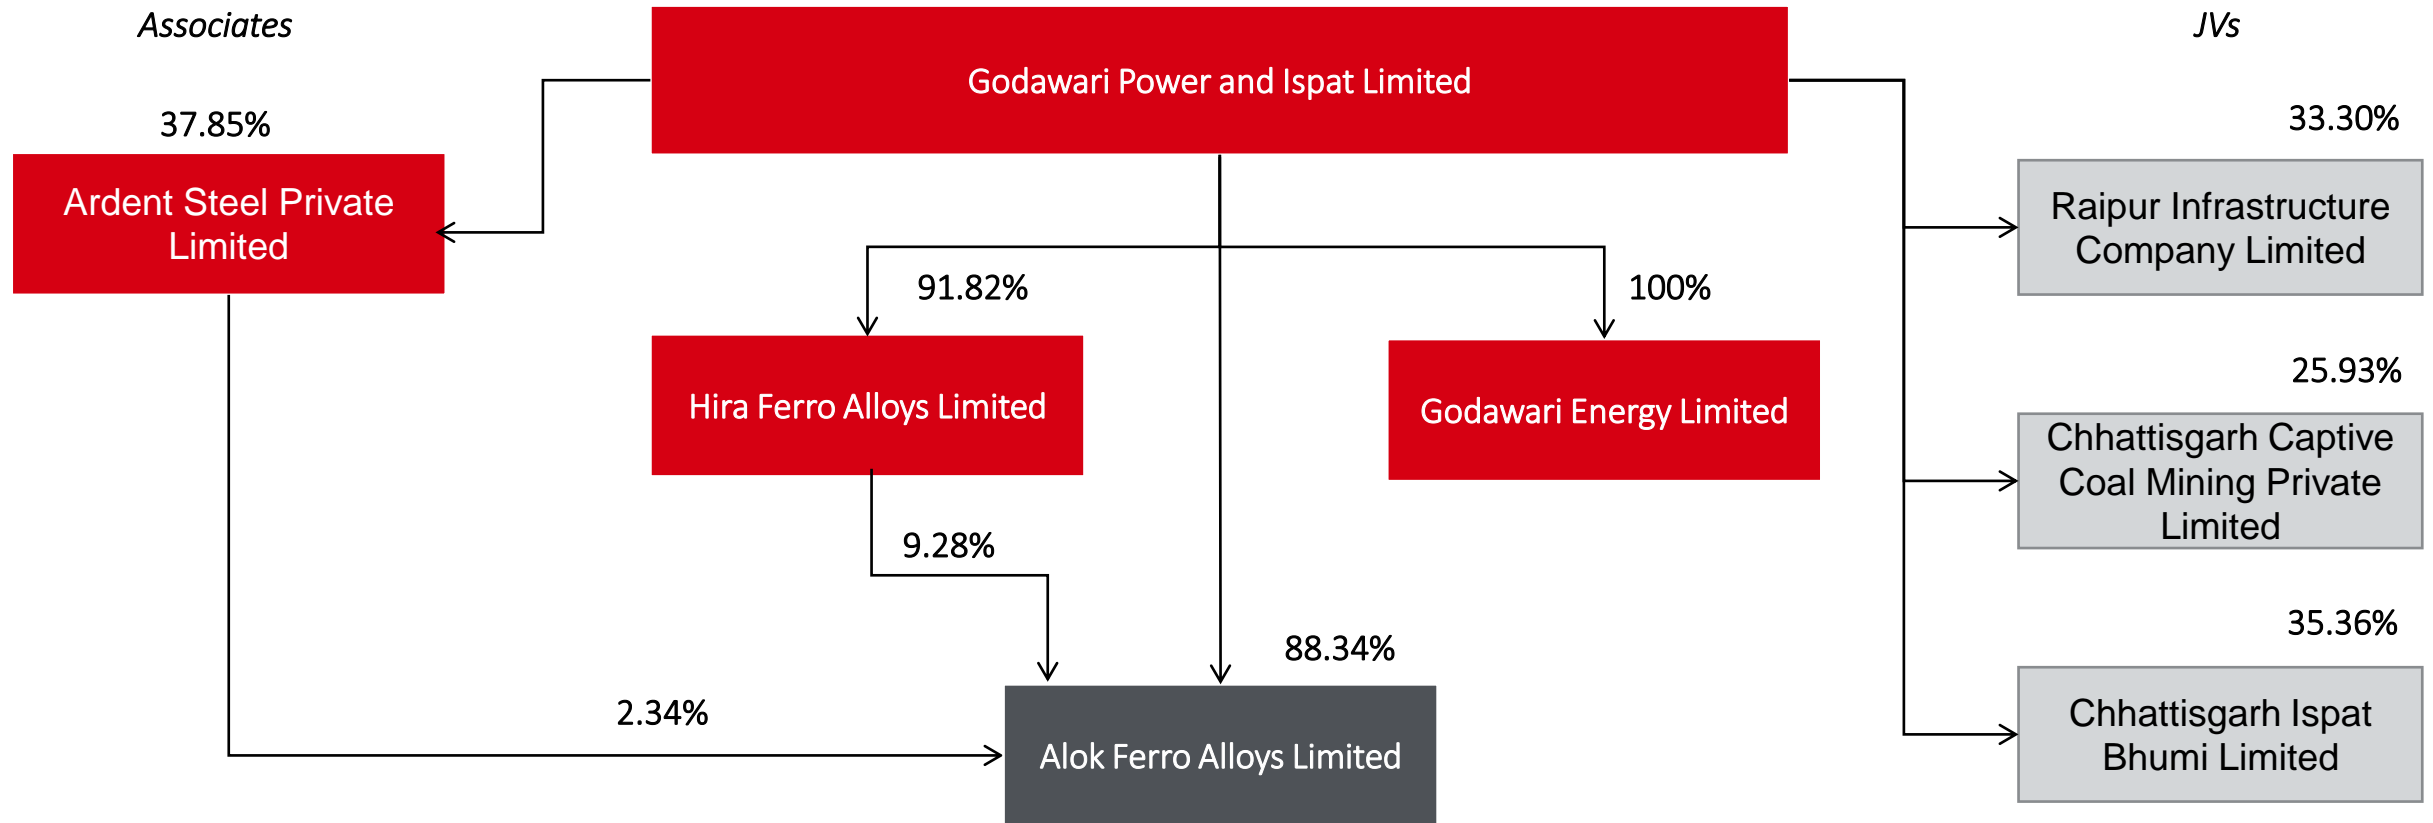 Associates
Godawari Power and Ispat Limited
JVs
37.85%
Ardent Steel Private
Limited
33.30%
Raipur Infrastructure
Company Limited
91.82%
100%
Hira Ferro Alloys Limited
Godawari Energy Limited
25.93%
Chhattisgarh Captive
Coal Mining Private
Limited
9.28%
88.34%
2.34%
Alok Ferro Alloys Limited
35.36%
Chhattisgarh Ispat
Bhumi Limited